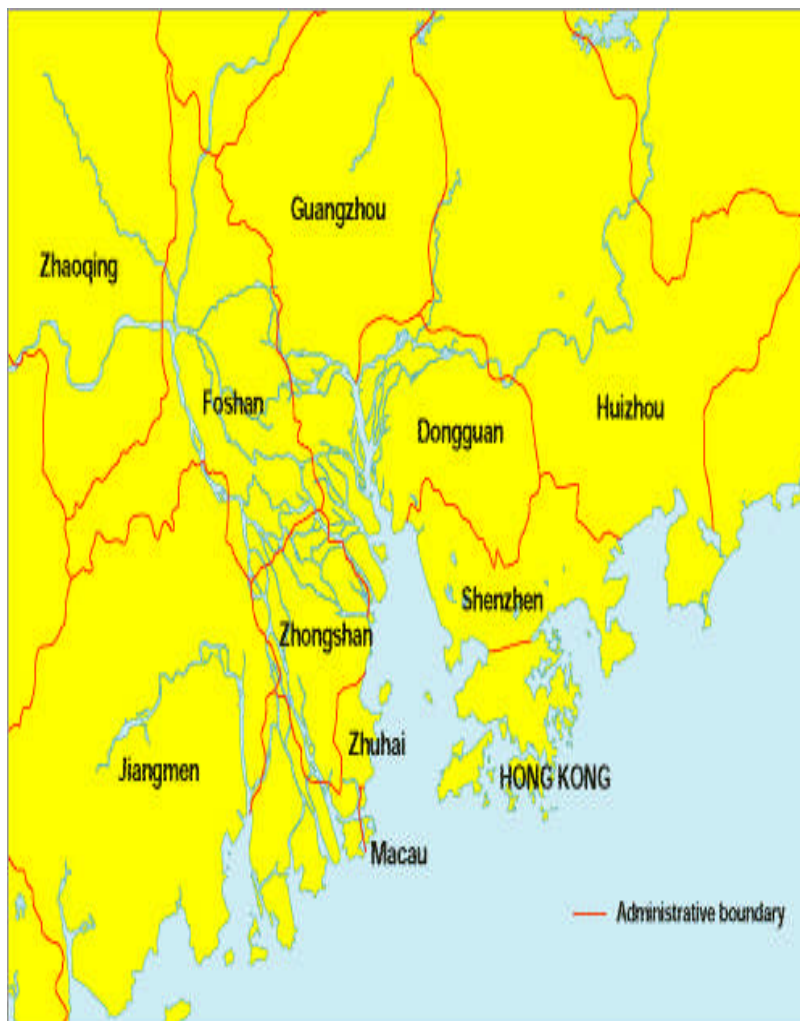 Guangzhou
Zhaoqing
Foshan
Huizhou
Dongguan
Shenzhen
Zhongshan
Zhuhai
Jiangmen
HONG KONG
Macau
Administrative boundary